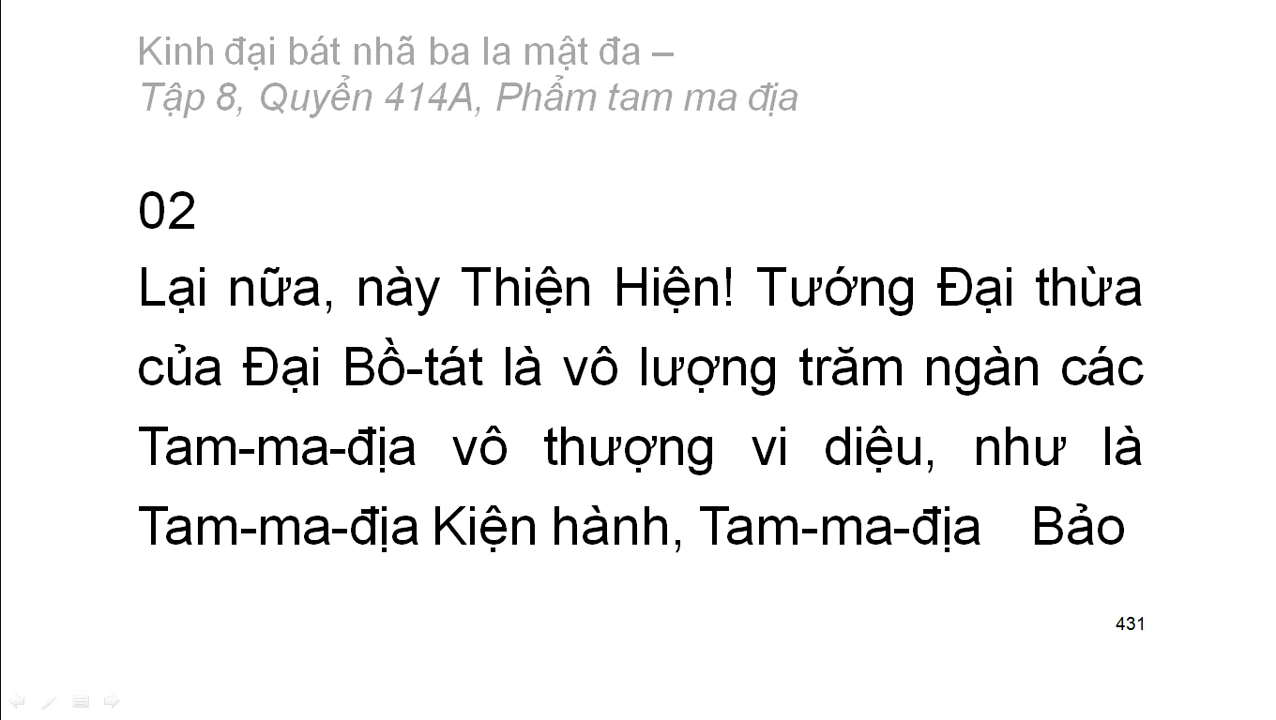 Kinh đại bát nhã ba la mật đa –
Tập 8, Quyển 414A, Phẩm tam ma địa
02
Lại nữa, này Thiện Hiện! Tướng Đại thừa
của Đại Bồ-tát là vô lượng trăm ngàn các
Tam-ma-địa vô thượng vi diệu, như là
Tam-ma-địa Kiện hành, Tam-ma-địa Bảo
431